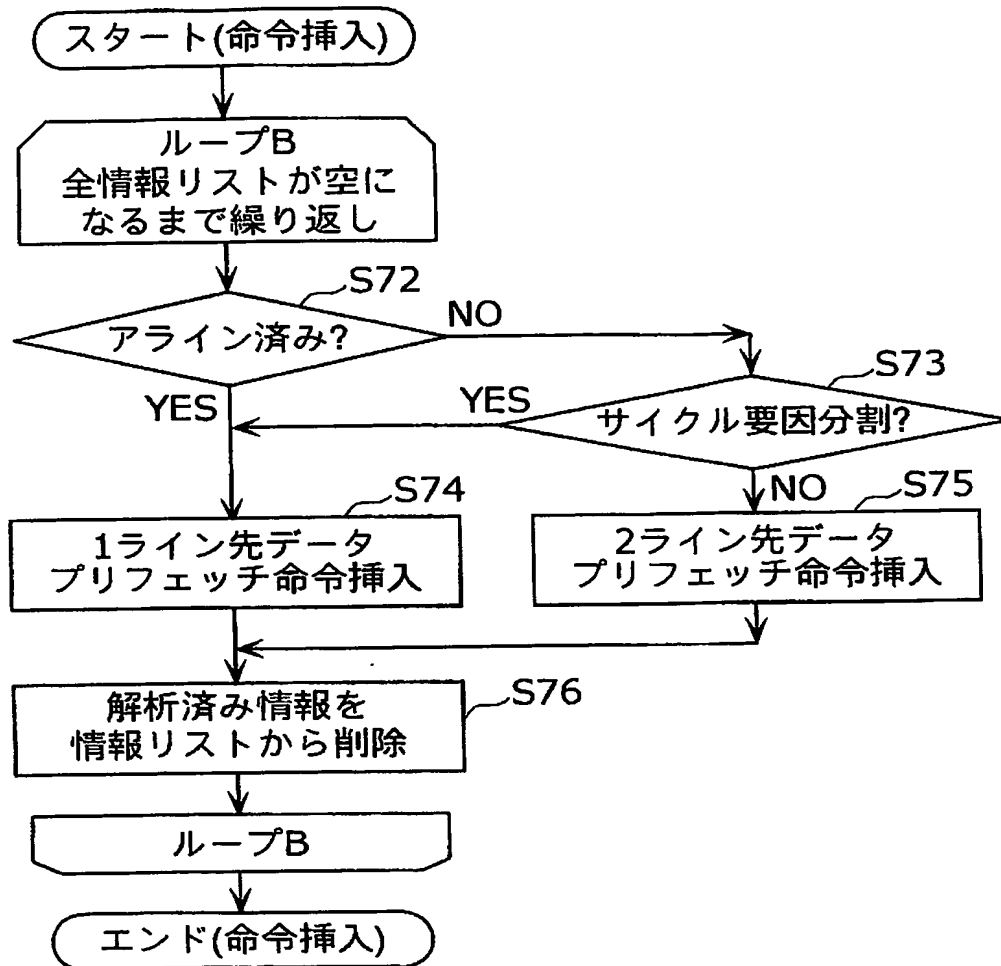 スタート(命令挿入)
ループB
全情報リストが空に
なるまで繰り返し
S72
アライン済み?
NO
YES
S73
サイクル要因分割?
YES
NO
S74
1ライン先データ
プリフェッチ命令挿入
S75
2ライン先データ
プリフェッチ命令挿入
S76
解析済み情報を
情報リストから削除
ループB
エンド(命令挿入)